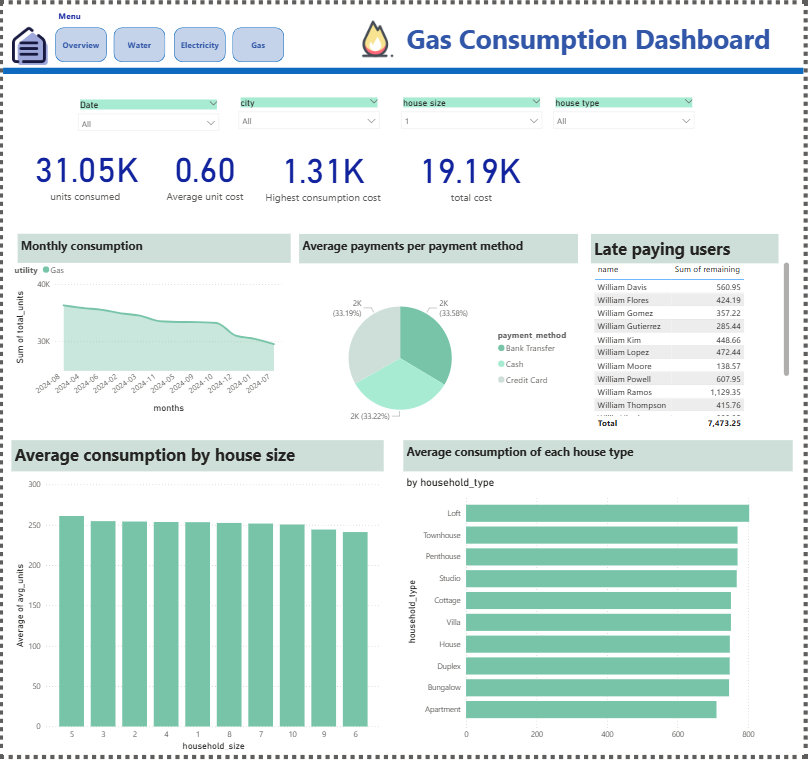 Menu
Overview
Water
Electricity
Gas
Gas Consumption Dashboard
Date
city
house size
house type
All
All
1
All
31.05K
0.60
1.31K
19.19K
units consumed
Average unit cost
Highest consumption cost
total cost
Monthly consumption
utility Gas
Sum of total_units
40K
30K
2024-08
2024-04
2024-06
2024-02
2024-03
2024-11
2024-05
2024-09
2024-10
2024-12
2024-01
2024-07
months
Average payments per payment method
2K
(33.19%)
2K
(33.58%)
2K (33.22%)
payment_method
Bank Transfer
Cash
Credit Card
Late paying users
name Sum of remaining
William Davis 560.95
William Flores 424.19
William Gomez 357.22
William Gutierrez 285.44
William Kim 448.66
William Lopez 472.44
William Moore 138.57
William Powell 607.95
William Ramos 1,129.35
William Thompson 415.76
Total 7,473.25
Average consumption by house size
Average of avg_units
300
250
200
150
100
50
0
5 3 2 4 1 8 7 10 9 6
household_size
Average consumption of each house type
by household_type
household_type
Loft
Townhouse
Penthouse
Studio
Cottage
Villa
House
Duplex
Bungalow
Apartment
0 200 400 600 800